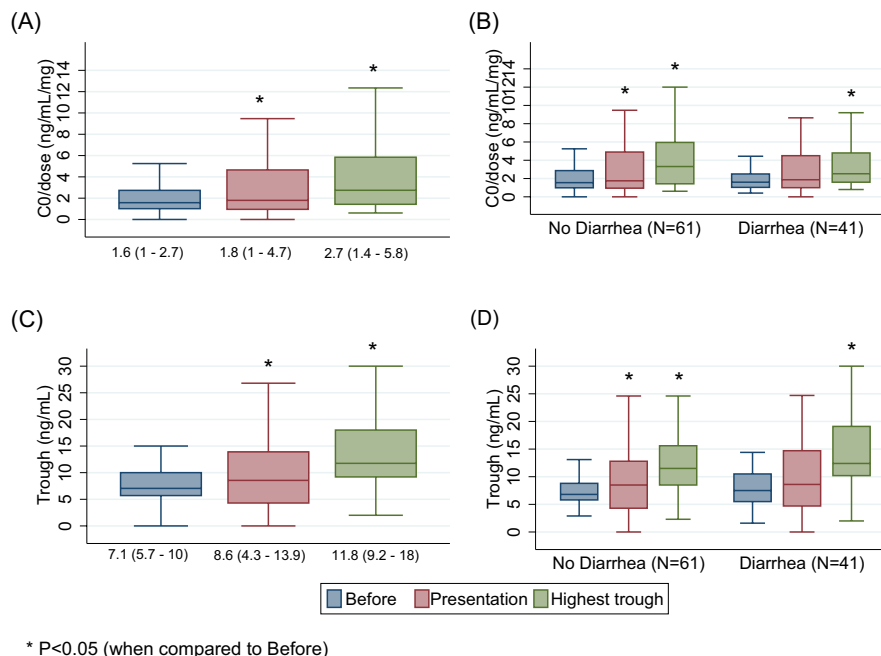 (A)
C0/dose (ng/mL/mg)
0 2 4 6 8 10 12 14
*
*
1.6 (1 - 2.7) 1.8 (1 - 4.7) 2.7 (1.4 - 5.8)
(B)
C0/dose (ng/mL/mg)
0 2 4 6 8 10 12 14
* * *
No Diarrhea (N=61) Diarrhea (N=41)
(C)
Trough (ng/mL)
0 5 10 15 20 25 30
* *
7.1 (5.7 - 10) 8.6 (4.3 - 13.9) 11.8 (9.2 - 18)
(D)
Trough (ng/mL)
0 5 10 15 20 25 30
* * *
No Diarrhea (N=61) Diarrhea (N=41)
Before Presentation Highest trough
* P<0.05 (when compared to Before)